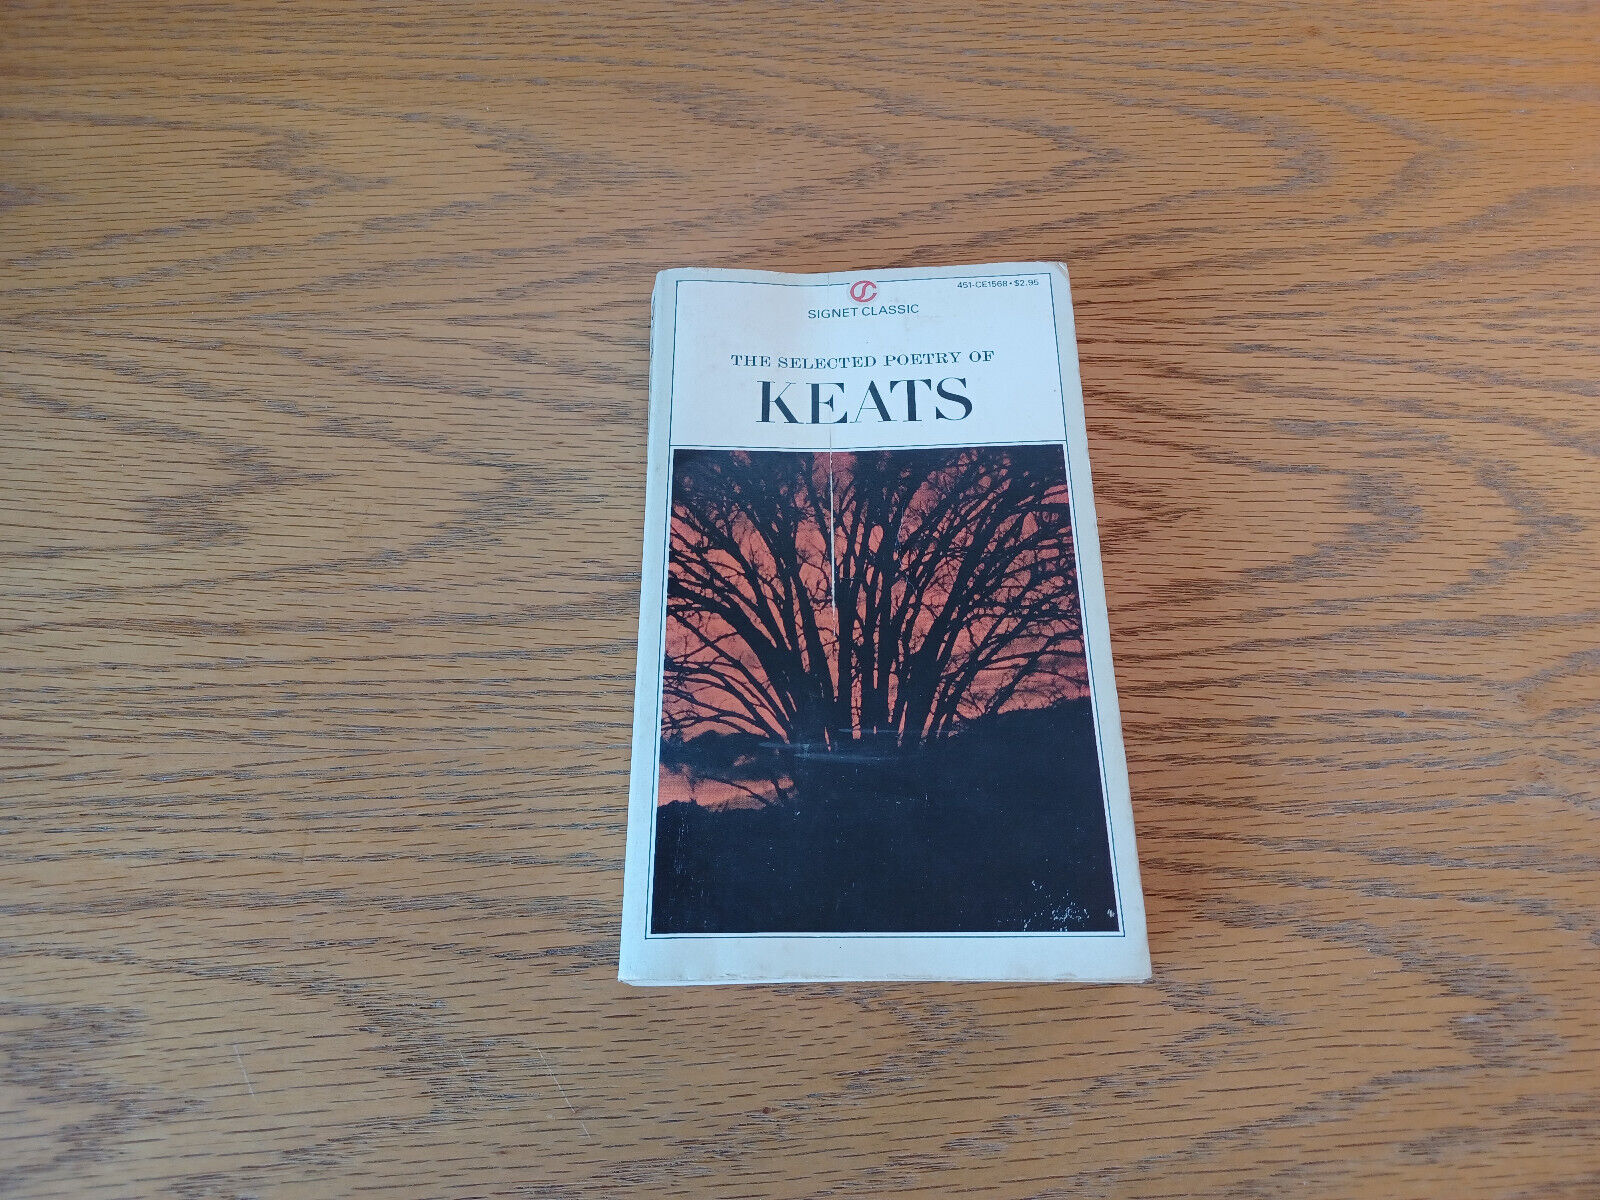 451-CE1568 • $2.95
SIGNET CLASSIC
THE SELECTED POETRY OF
KEATS